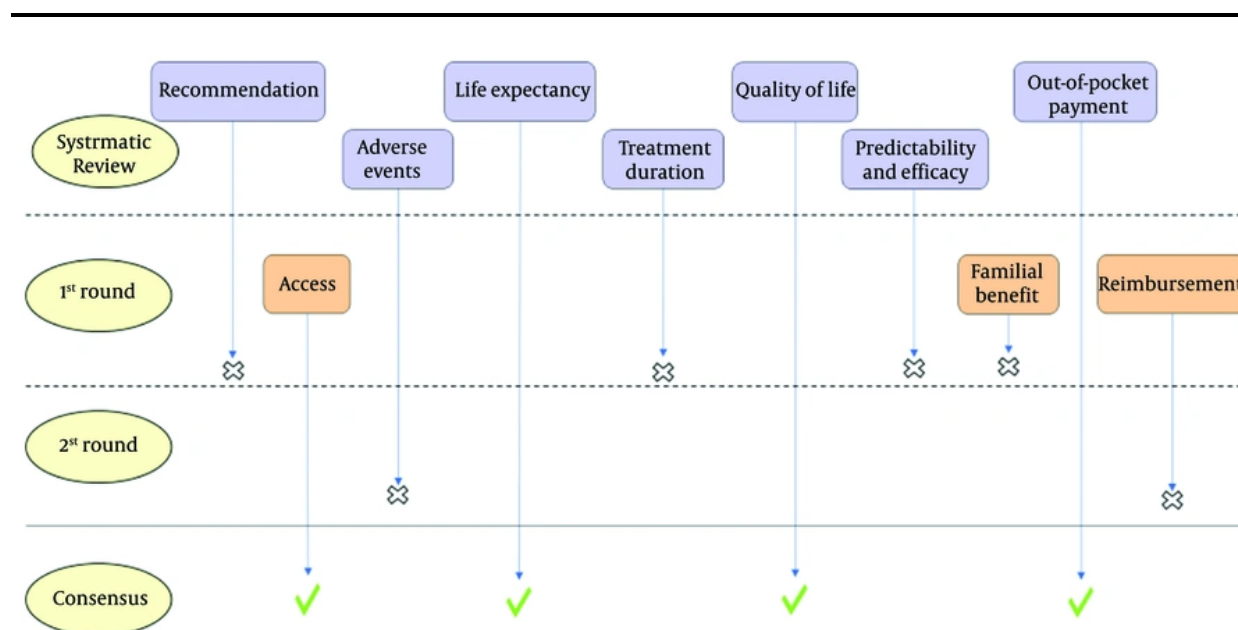 Recommendation
Life expectancy
Quality of life
Out-of-pocket
payment
Systrmatic
Review
Adverse
events
Treatment
duration
Predictability
and efficacy
1st round
Access
Familial
benefit
Reimbursement
2st round
Consensus